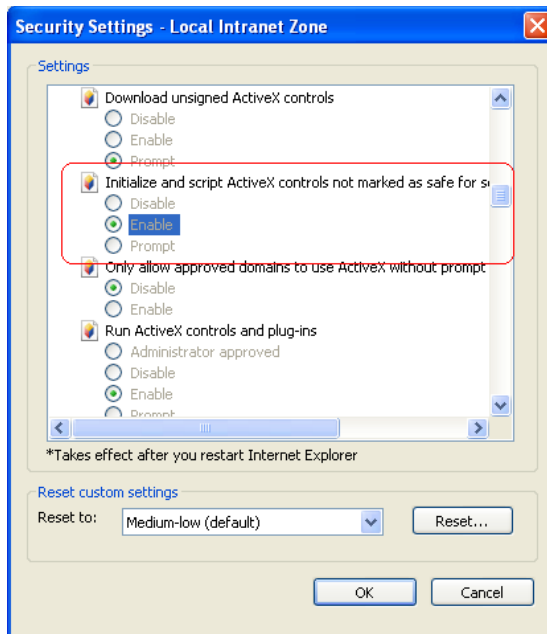 Security Settings - Local Intranet Zone
Settings
Download unsigned ActiveX controls
Disable
Enable
Prompt
Initialize and script ActiveX controls not marked as safe for
Disable
Enable
Prompt
Only allow approved domains to use ActiveX without prompt
Disable
Enable
Run ActiveX controls and plug-ins
Administrator approved
Disable
Enable
Prompt
*Takes effect after you restart Internet Explorer
Reset custom settings
Reset to:
Medium-low (default)
Reset...
OK
Cancel